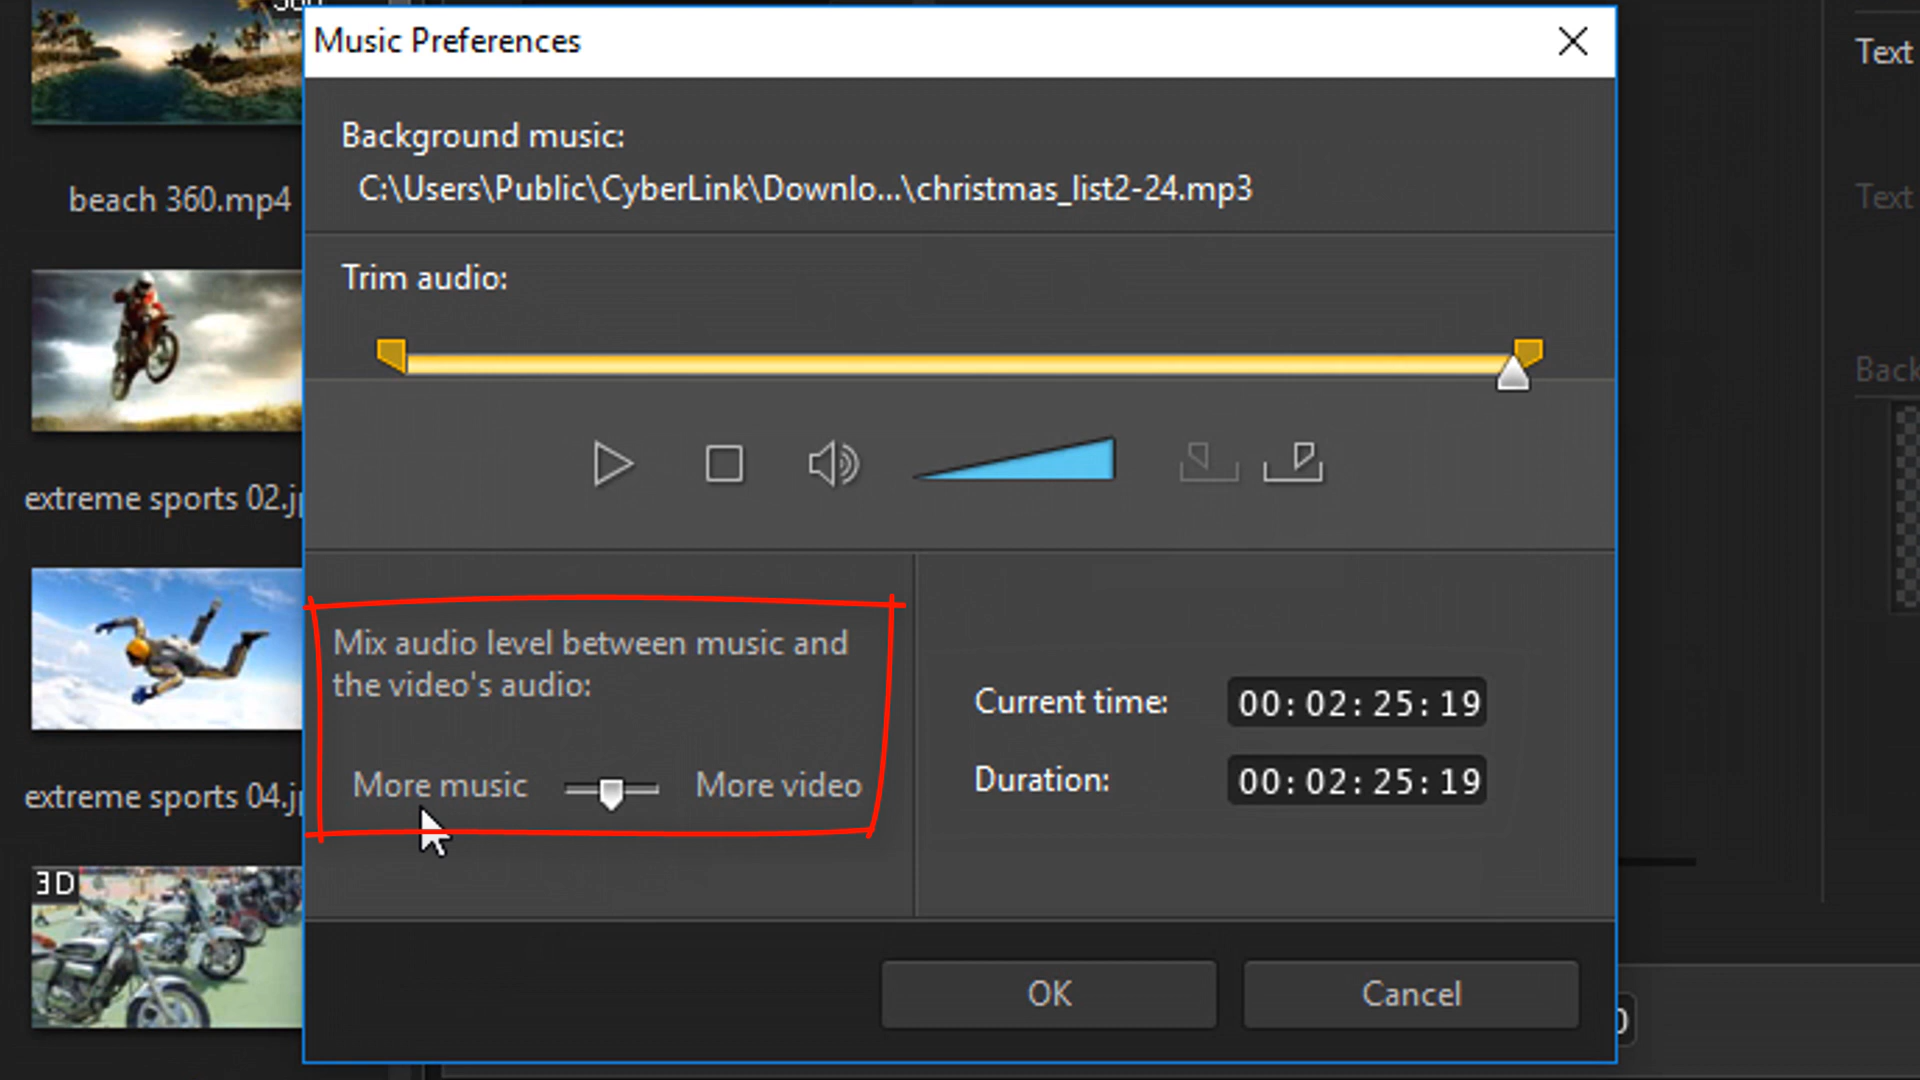 Music Preferences
Text
Background music:
C:\Users\Public\CyberLink\Downlo...\christmas_list2-24.mp3
beach 360.mp4
Text
Trim audio:
Back
extreme sports 02.j
Mix audio level between music and
the video's audio:
Current time: 00:02:25:19
More music
More video
Duration: 00:02:25:19
extreme sports 04.j
3D
OK
Cancel